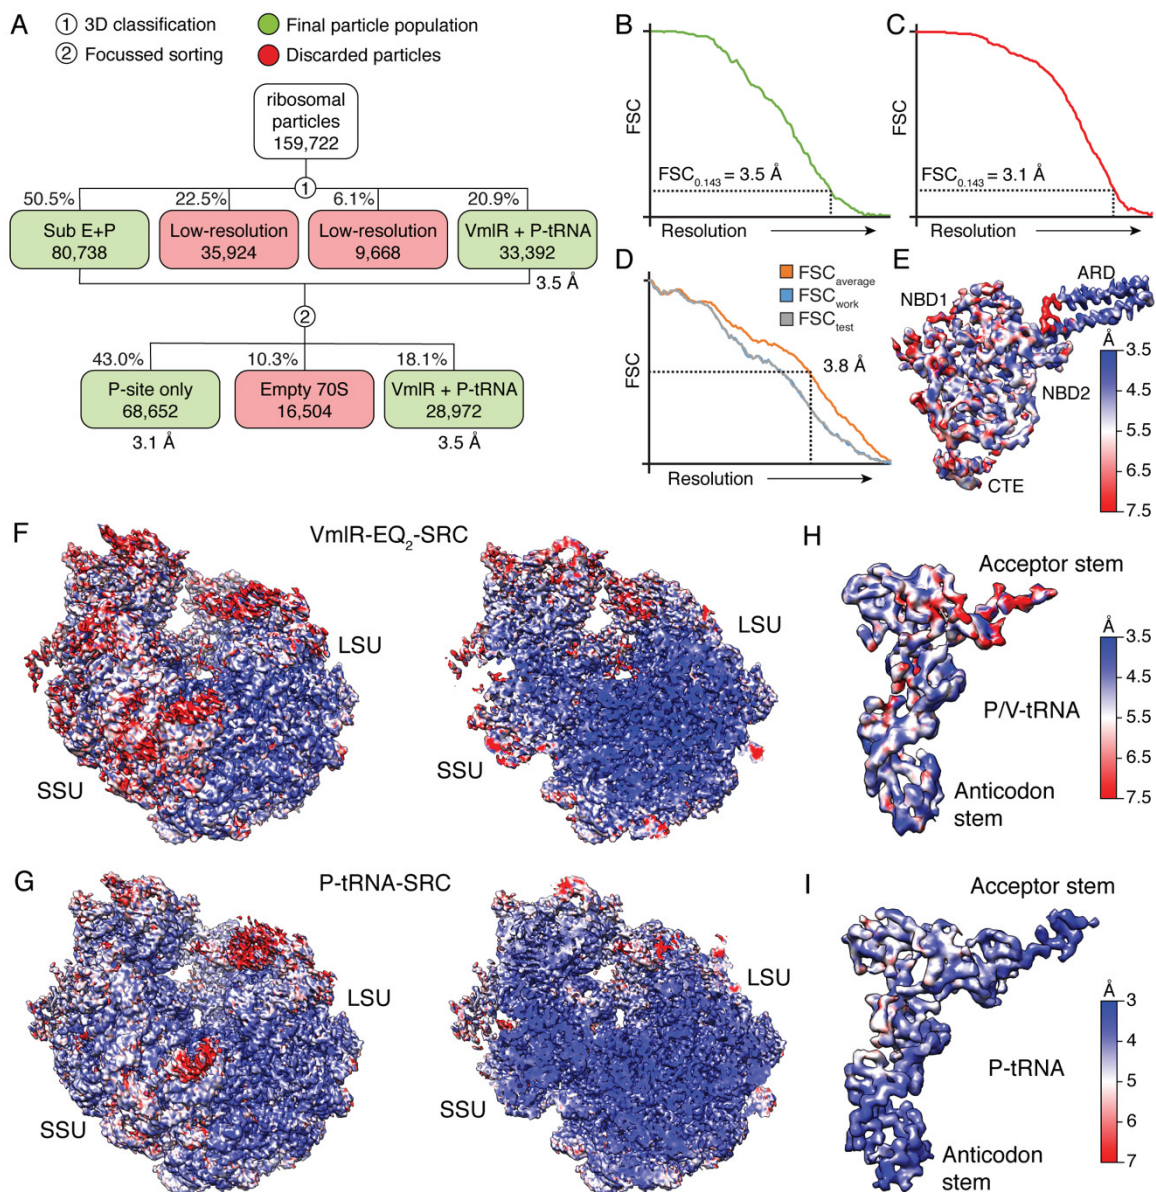 A
1 3D classification
Final particle population
2 Focussed sorting
Discarded particles
ribosomal
particles
159,722
1
50.5%
22.5%
6.1%
20.9%
Sub E+P
80,738
Low-resolution
35,924
Low-resolution
9,668
VmlR + P-tRNA
33,392
3.5 Å
2
43.0%
10.3%
18.1%
P-site only
68,652
Empty 70S
16,504
VmlR + P-tRNA
28,972
3.1 Å
3.5 Å
B
FSC
FSC0.143 = 3.5 Å
Resolution
C
FSC
FSC0.143 = 3.1 Å
Resolution
D
FSCaverage
FSCwork
FSCtest
3.8 Å
FSC
Resolution
E
ARD
NBD1
NBD2
CTE
Å
3.5
4.5
5.5
6.5
7.5
F
VmlR-EQ2-SRC
LSU
SSU
LSU
SSU
G
P-tRNA-SRC
LSU
SSU
LSU
SSU
H
Acceptor stem
P/V-tRNA
Anticodon
stem
Å
3.5
4.5
5.5
6.5
7.5
I
Acceptor stem
P-tRNA
Anticodon
stem
Å
3
4
5
6
7